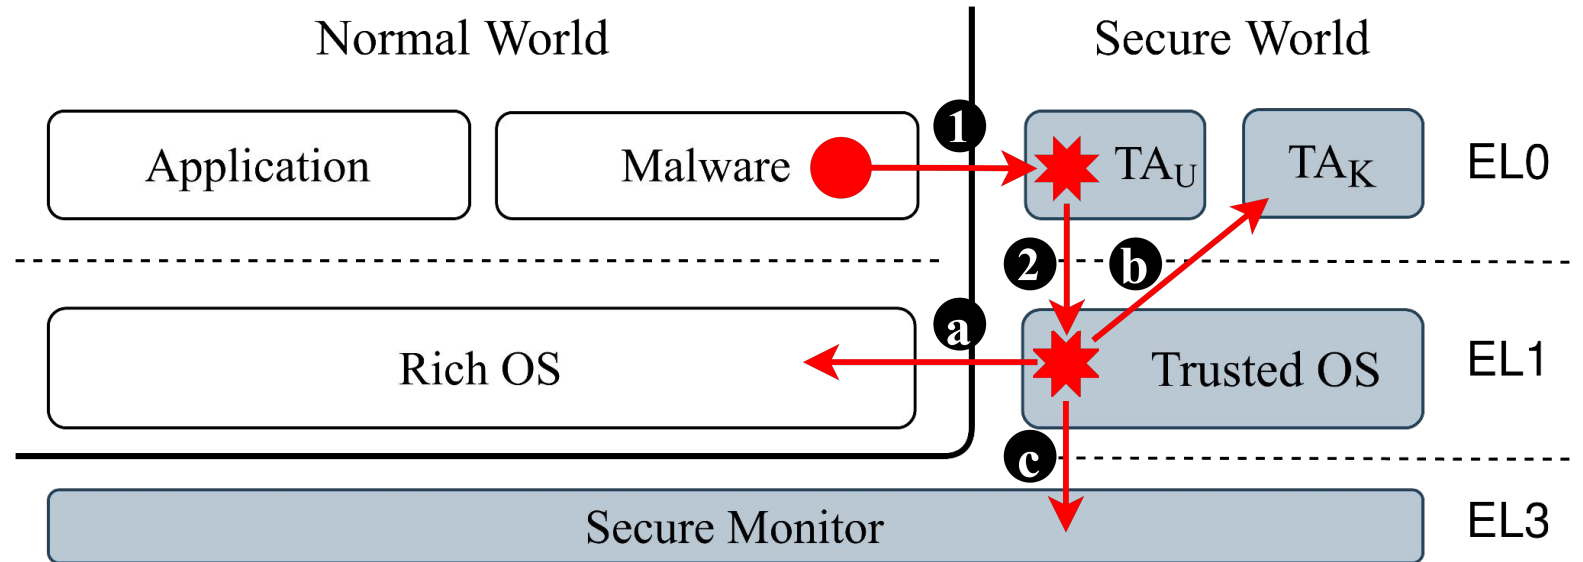 Normal World
Secure World
1
Application
Malware
TAU
TAK
EL0
2
b
a
Rich OS
Trusted OS
EL1
c
Secure Monitor
EL3